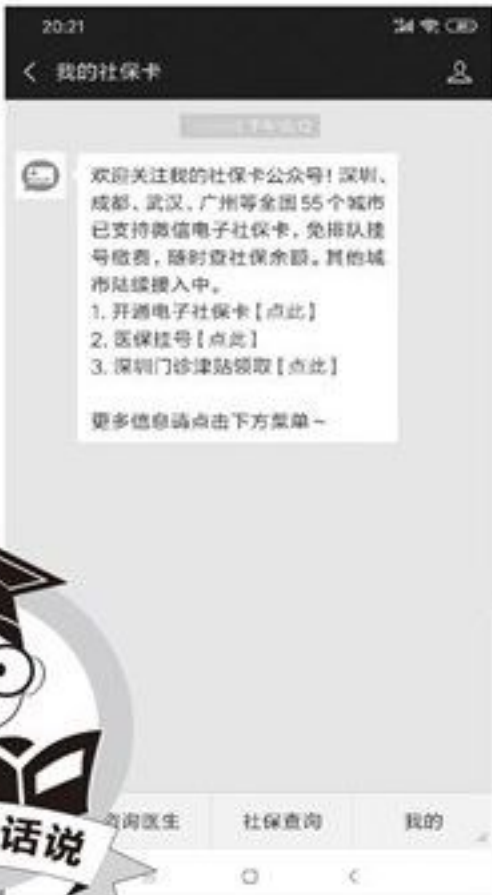 20:21
我的社保卡
欢迎关注我的社保卡公众号！深圳、
成都、武汉、广州等全国55个城市
已支持微信电子社保卡，免排队挂
号缴费，随时查社保余额。其他城
市陆续接入中。
1. 开通电子社保卡【点此】
2. 医保挂号【点此】
3. 深圳门诊津贴领取【点此】
更多信息请点击下方菜单~
咨询医生
社保查询
我的
话说